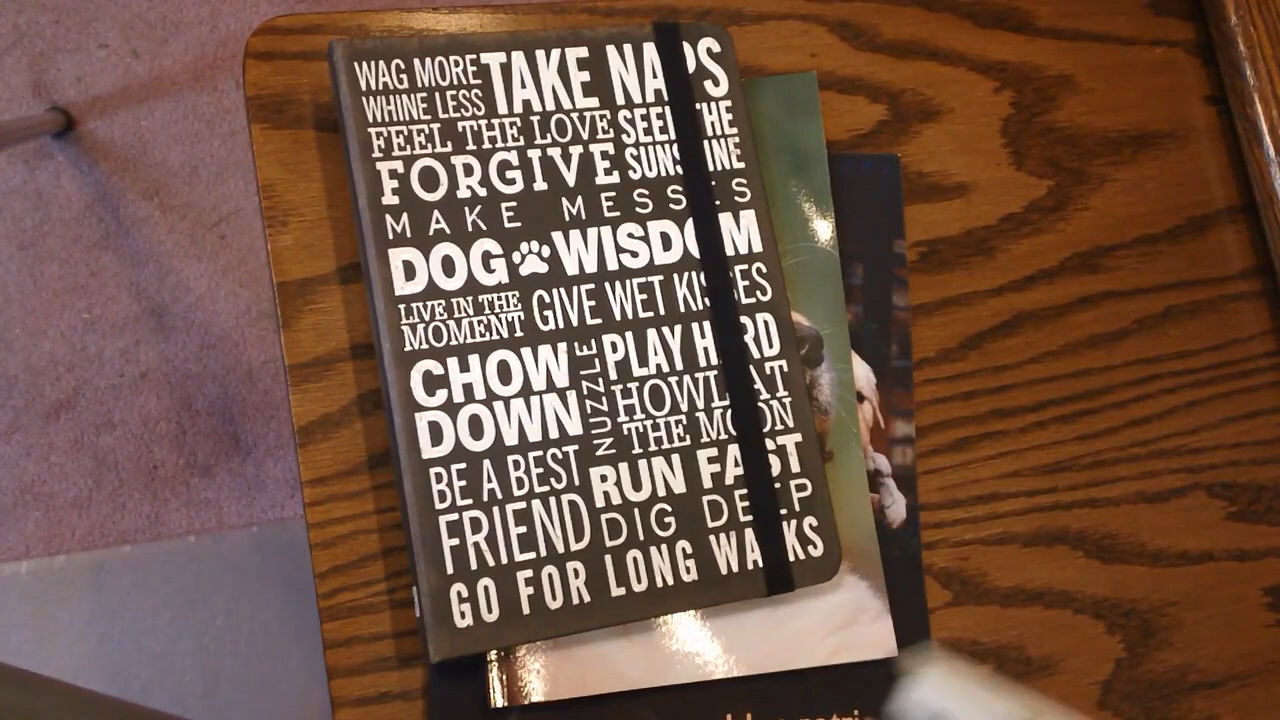 WAG MORE TAKE NAPS
WHINE LESS
FEEL THE LOVE SEEK THE
FORGIVE SUNSHINE
MAKE MESSES
DOG WISDOM
LIVE IN THE GIVE WET KISSES
MOMENT
CHOW NUZZLE PLAY HARD
DOWN HOWL AT
THE MOON
BE A BEST RUN FAST
FRIEND DIG DEEP
GO FOR LONG WALKS